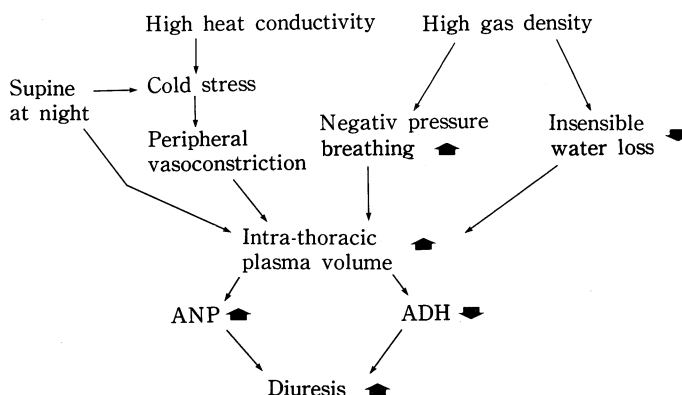 High heat conductivity
High gas density
Supine
at night
Cold stress
Peripheral
vasoconstriction
Negativ pressure
breathing
Insensible
water loss
Intra-thoracic
plasma volume
ANP
ADH
Diuresis